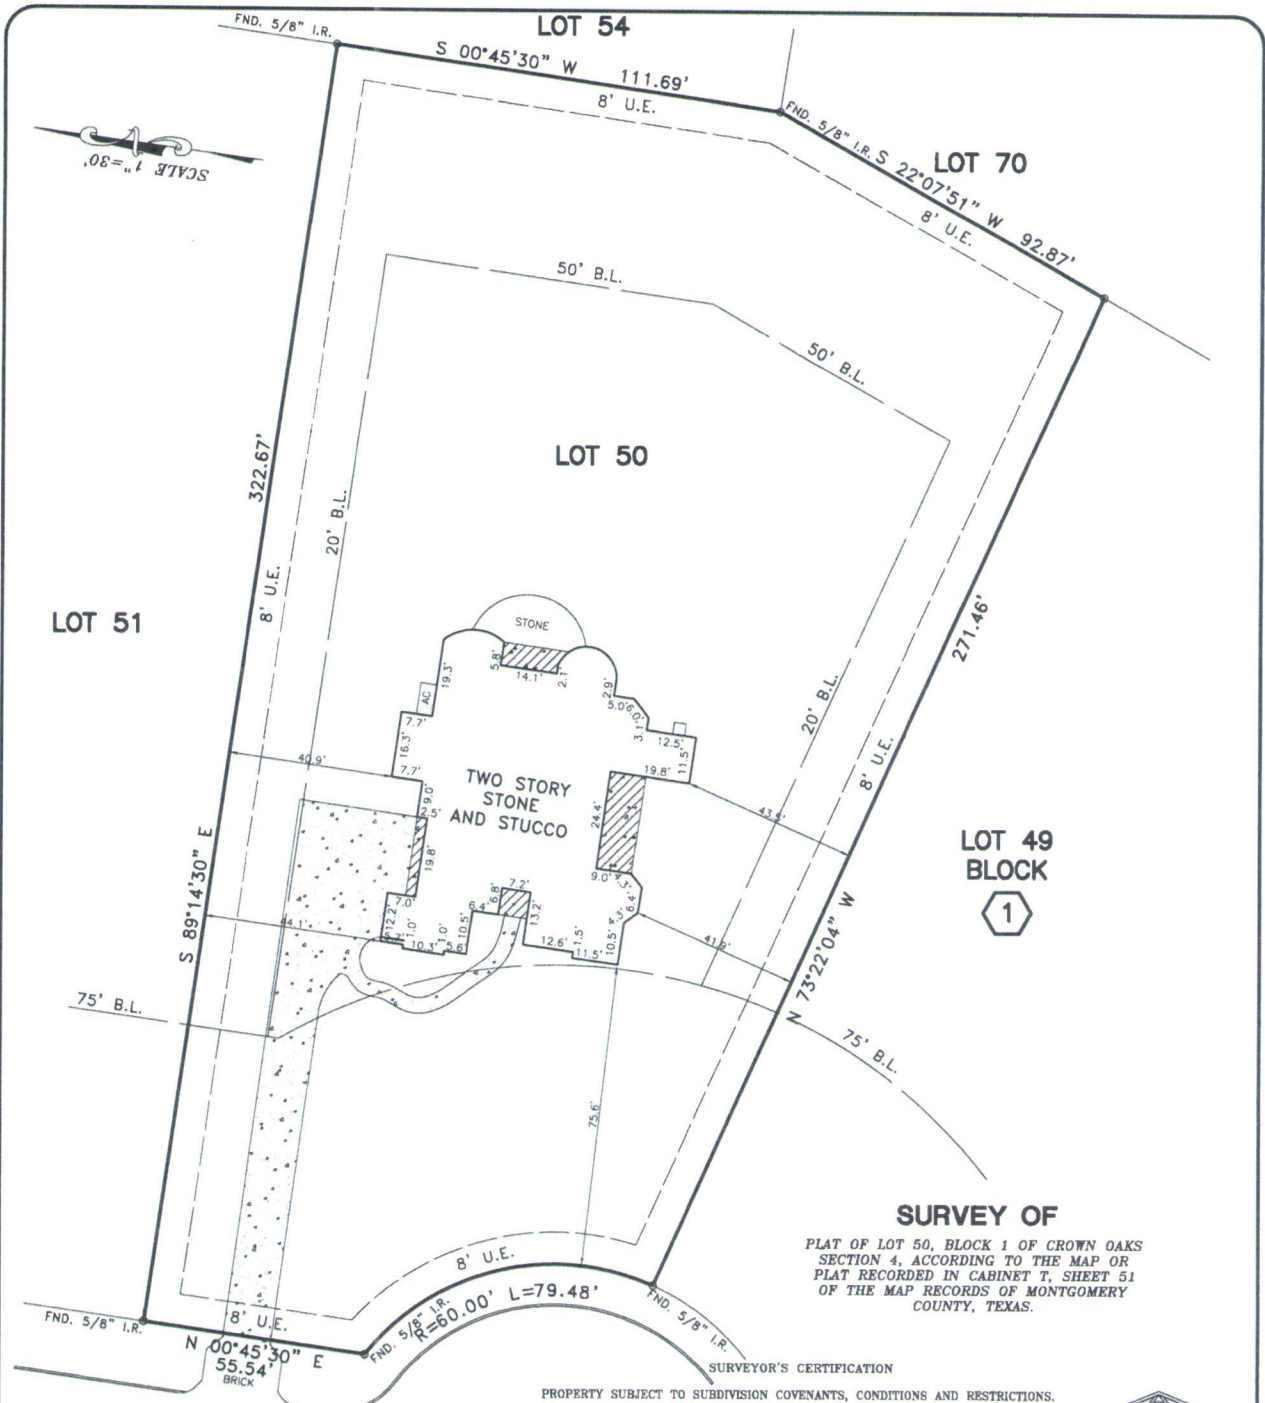 LOT 54
FND. 5/8" I.R.
S 00°45'30" W 111.69'
8' U.E.
FND. 5/8" I.R.
S 22°07'51" W 92.87'
LOT 70
8' U.E.
SCALE 1"=30'
50' B.L.
50' B.L.
LOT 50
322.67'
20' B.L.
8' U.E.
LOT 51
271.46'
20' B.L.
8' U.E.
STONE
5.8'
14.1'
2.1'
19.3'
AC
2.9'
5.0'
6.0'
3.1'
7.7'
16.3'
12.5'
11.5'
19.8'
7.7'
40.9'
9.0'
2.5'
TWO STORY
STONE
AND STUCCO
24.4'
43.5'
19.8'
LOT 49
BLOCK
1
9.0'
6.4'
7.2'
6.8'
7.0'
12.2'
1.0'
6.4'
10.5'
1.0'
13.2'
10.3'
5.6'
12.6'
1.5'
11.5'
10.5'
44.1'
41.9'
S 89°14'30" E
N 73°22'04" W
75' B.L.
75' B.L.
75.6'
SURVEY OF
PLAT OF LOT 50, BLOCK 1 OF CROWN OAKS
SECTION 4, ACCORDING TO THE MAP OR
PLAT RECORDED IN CABINET T, SHEET 51
OF THE MAP RECORDS OF MONTGOMERY
COUNTY, TEXAS.
8' U.E.
R=60.00' L=79.48'
FND. 5/8" I.R.
FND. 5/8" I.R.
FND. 5/8" I.R.
8' U.E.
N 00°45'30" E
55.54'
BRICK
SURVEYOR'S CERTIFICATION
PROPERTY SUBJECT TO SUBDIVISION COVENANTS, CONDITIONS AND RESTRICTIONS.